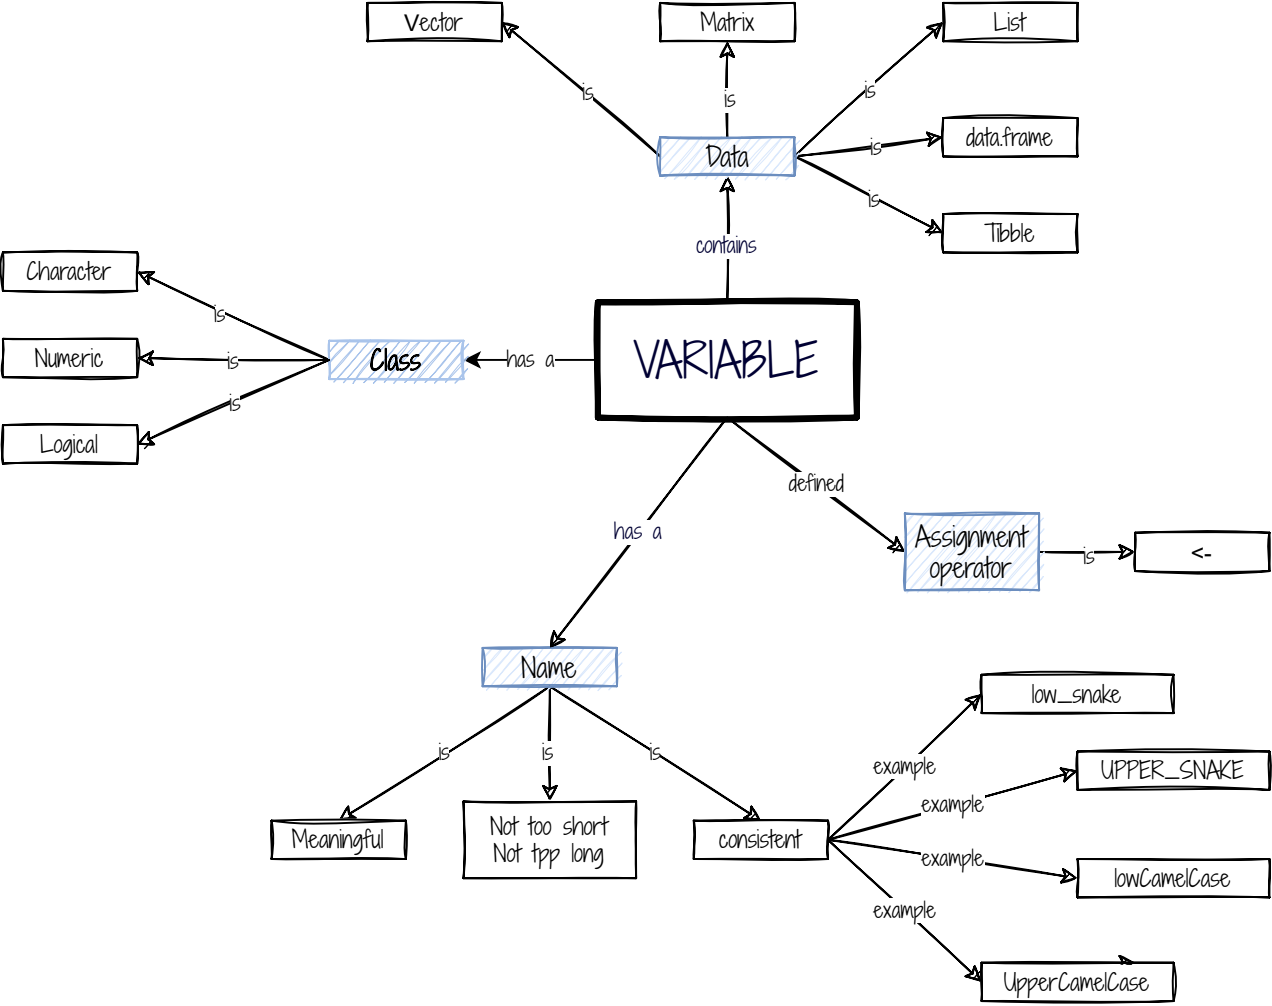 Vector
Matrix
List
is
is
is
data.frame
is
Data
is
Tibble
contains
Character
is
VARIABLE
Numeric
is
Class
has a
is
Logical
defined
has a
Assignment
operator
is
<-
Name
low_snake
is
is
is
example
UPPER_SNAKE
example
Meaningful
Not too short
Not tpp long
consistent
example
lowCamelCase
example
UpperCamelCase